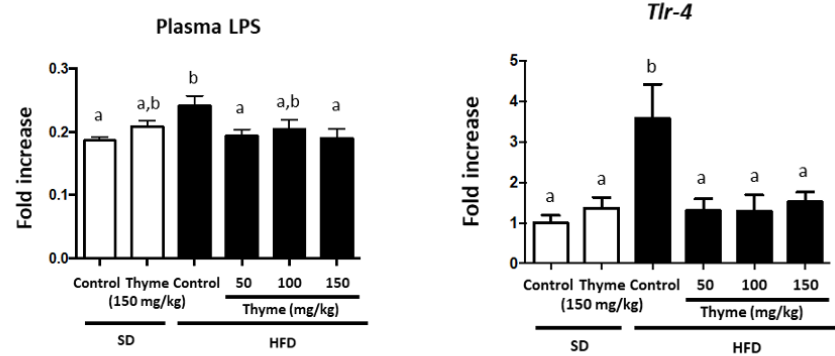 Plasma LPS
Fold increase
0.3
0.2
0.1
0.0
a
a,b
b
a
a,b
a
Control Thyme Control 50 100 150
(150 mg/kg) Thyme (mg/kg)
SD HFD
Tlr-4
Fold increase
5
4
3
2
1
0
a
a
b
a
a
a
Control Thyme Control 50 100 150
(150 mg/kg) Thyme (mg/kg)
SD HFD